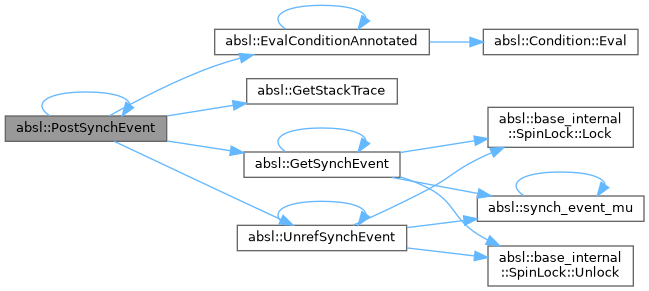 absl::PostSynchEvent
absl::EvalConditionAnnotated
absl::Condition::Eval
absl::GetStackTrace
absl::GetSynchEvent
absl::base_internal
::SpinLock::Lock
absl::synch_event_mu
absl::UnrefSynchEvent
absl::base_internal
::SpinLock::Unlock